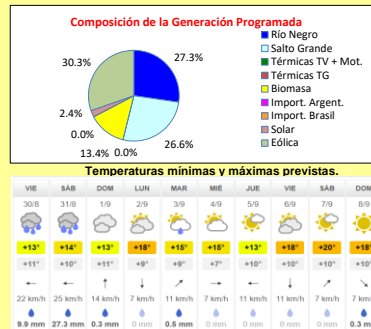 Composición de la Generación Programada
Río Negro
Salto Grande
Térmicas TV + Mot.
Térmicas TG
Biomasa
Import. Argent.
Import. Brasil
Solar
Eólica
27.3%
26.6%
0.0%
13.4%
0.0%
2.4%
30.3%
Temperaturas mínimas y máximas previstas.
VIE SÁB DOM LUN MAR MIÉ JUE VIE SÁB DOM
30/8 31/8 1/9 2/9 3/9 4/9 5/9 6/9 7/9 8/9
+13° +14° +13° +18° +15° +15° +13° +18° +20° +18°
+11° +10° +11° +9° +9° +7° +10° +10° +10° +10°
22 km/h 25 km/h 14 km/h 7 km/h 11 km/h 7 km/h 11 km/h 11 km/h 7 km/h 7 km/h
9.9 mm 27.3 mm 0.3 mm 0 mm 0.5 mm 0 mm 0 mm 0 mm 0 mm 0.3 m